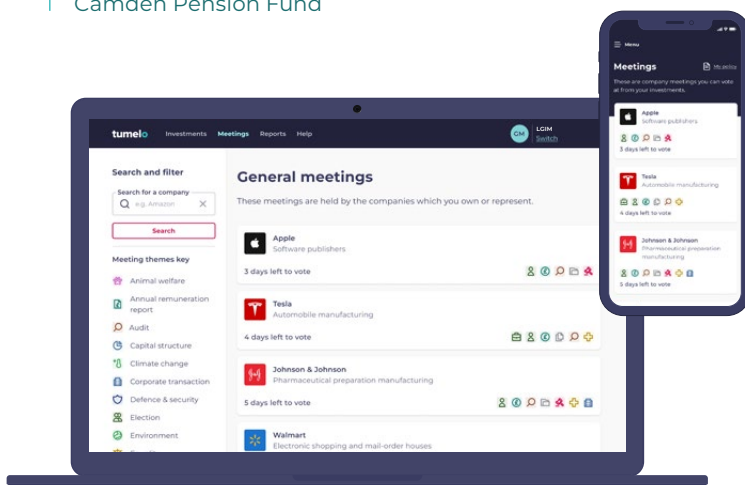 Camden Pension Fund
tumelo
Investments
Meetings
Reports
Help
GM
LGIM
Switch
Search and filter
Search for a company
e.g. Amazon
Search
Meeting themes key
Animal welfare
Annual remuneration
report
Audit
Capital structure
Climate change
Corporate transaction
Defence & security
Election
Environment
General meetings
These meetings are held by the companies which you own or represent.
Apple
Software publishers
3 days left to vote
Tesla
Automobile manufacturing
4 days left to vote
Johnson & Johnson
Pharmaceutical preparation manufacturing
5 days left to vote
Walmart
Electronic shopping and mail-order houses
Menu
Meetings
My policy
These are company meetings you can vote
at from your investments.
Apple
Software publishers
3 days left to vote
Tesla
Automobile manufacturing
4 days left to vote
Johnson & Johnson
Pharmaceutical preparation
manufacturing
5 days left to vote